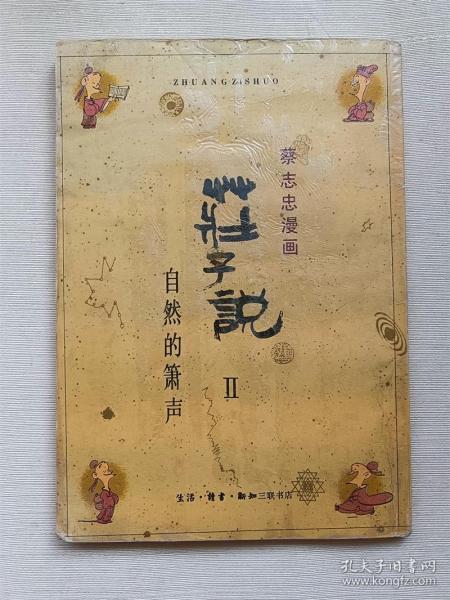 ZHUANGZISHUO
蔡志忠漫画
莊子說
II
自然的箫声
生活·讀書·新知三联书店
孔夫子旧书网
www.kongfz.com